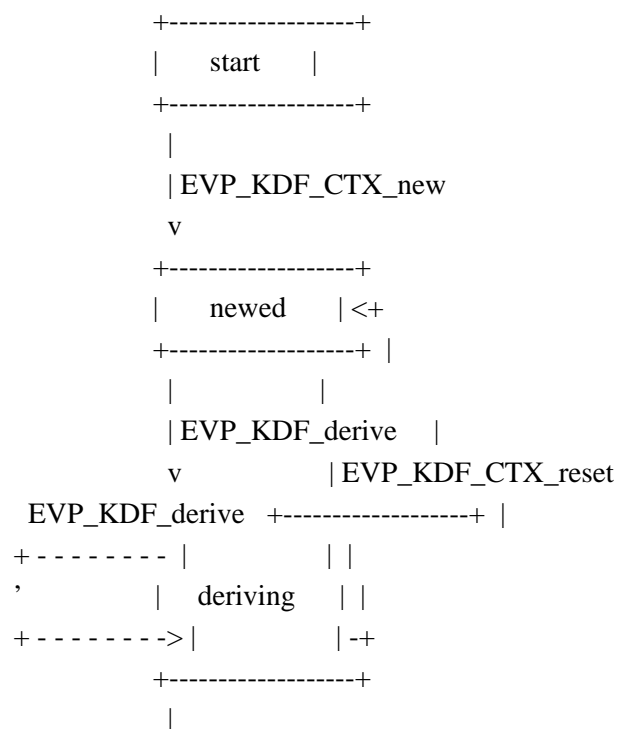 +-------------------+
| start |
+-------------------+
|
| EVP_KDF_CTX_new
v
+-------------------+
| newed | <+
+-------------------+ |
| |
| EVP_KDF_derive |
v | EVP_KDF_CTX_reset
EVP_KDF_derive +-------------------+ |
+ - - - - - - - - | | |
' | deriving | |
+ - - - - - - - -> | | -+
+-------------------+
|